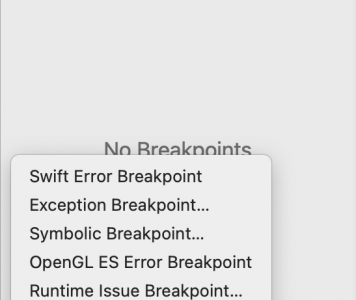 No Breakpoints
Swift Error Breakpoint
Exception Breakpoint...
Symbolic Breakpoint...
OpenGL ES Error Breakpoint
Runtime Issue Breakpoint...